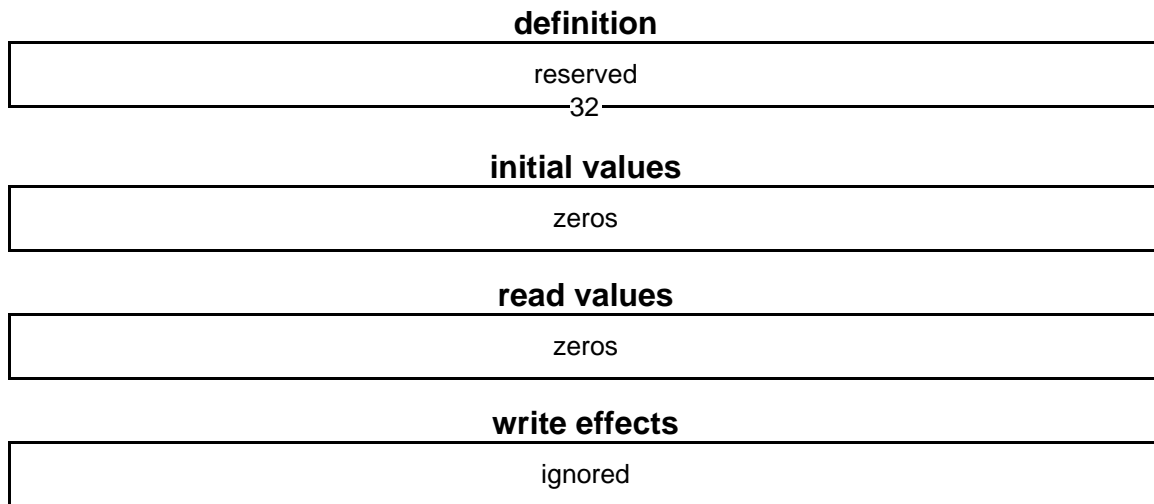 definition
reserved
32
initial values
zeros
read values
zeros
write effects
ignored